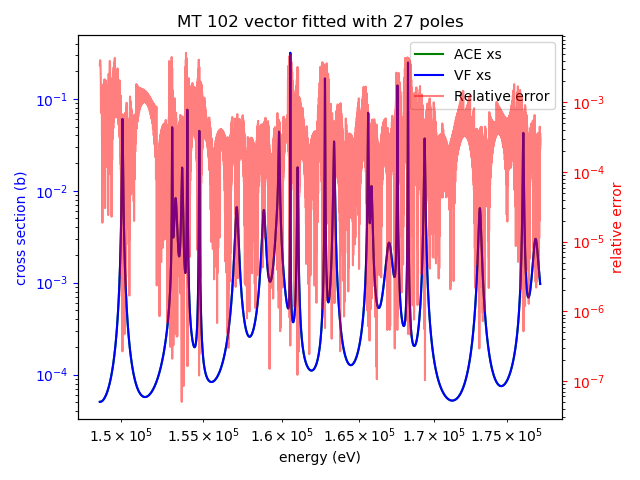 MT 102 vector fitted with 27 poles
ACE xs
VF xs
Relative error
cross section (b)
10⁻¹
10⁻²
10⁻³
10⁻⁴
10⁻³
10⁻⁴
10⁻⁵
10⁻⁶
10⁻⁷
relative error
1.5 × 10⁵ 1.55 × 10⁵ 1.6 × 10⁵ 1.65 × 10⁵ 1.7 × 10⁵ 1.75 × 10⁵
energy (eV)